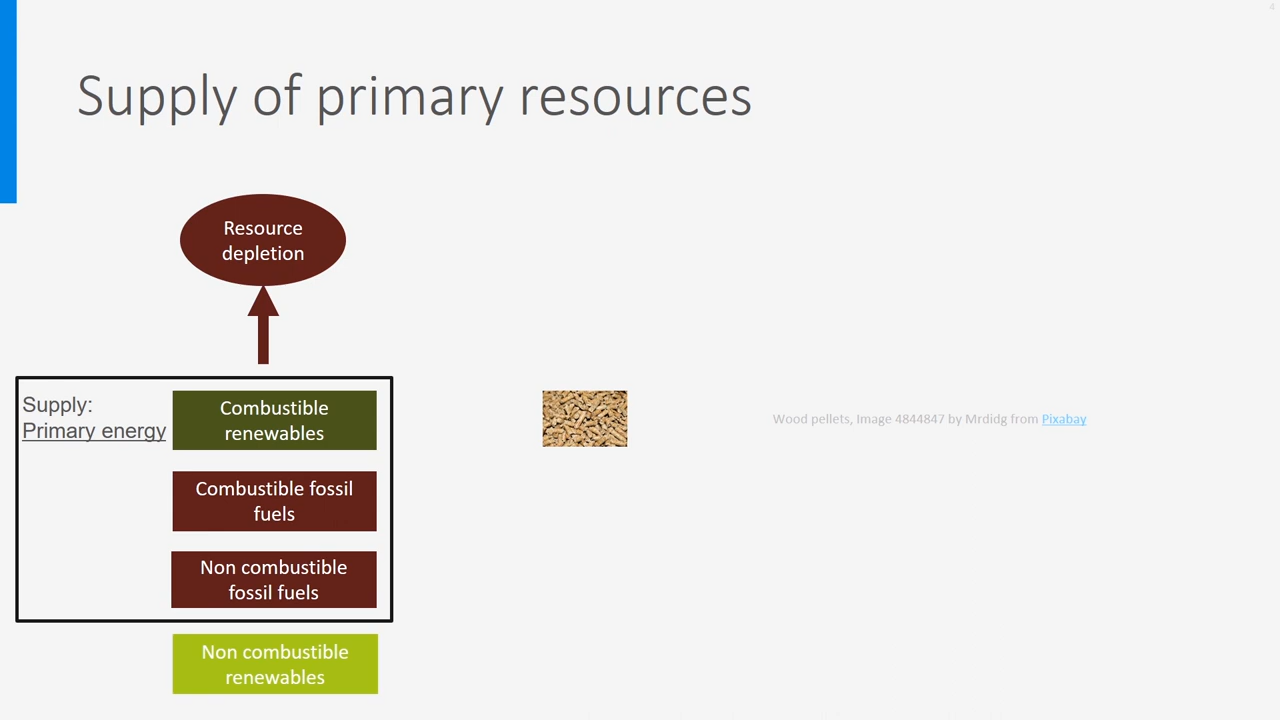 4
Supply of primary resources
Resource
depletion
Supply:
Primary energy
Combustible
renewables
Wood pellets, Image 4844847 by Mrdidg from Pixabay
Combustible fossil
fuels
Non combustible
fossil fuels
Non combustible
renewables